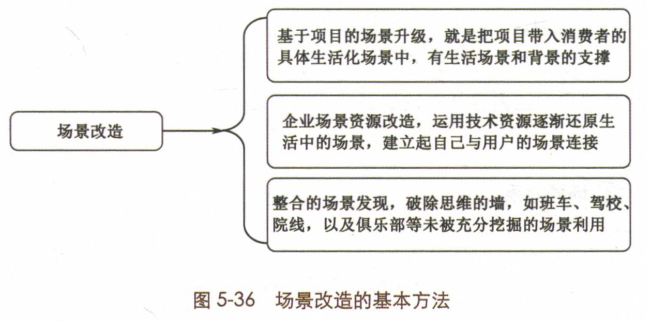 基于项目的场景升级，就是把项目带入消费者的
具体生活化场景中，有生活场景和背景的支撑
场景改造
企业场景资源改造，运用技术资源逐渐还原生
活中的场景，建立起自己与用户的场景连接
整合的场景发现，破除思维的墙，如班车、驾校、
院线，以及俱乐部等未被充分挖掘的场景利用
图 5-36 场景改造的基本方法